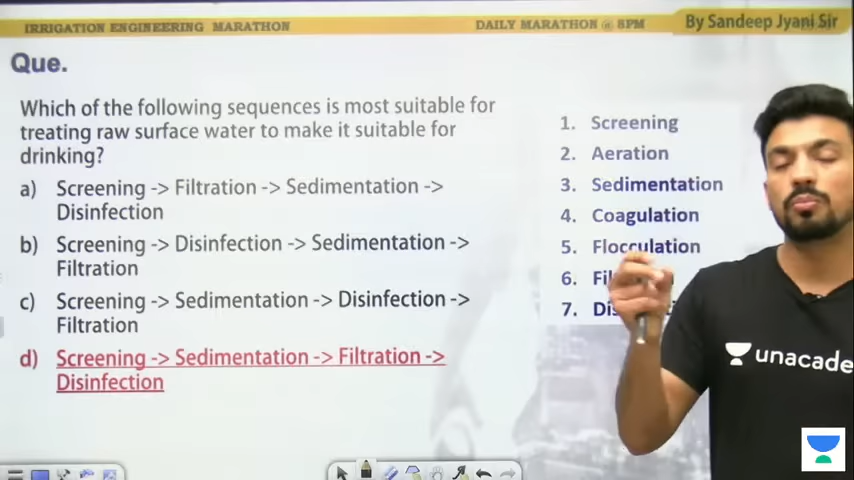 IRRIGATION ENGINEERING MARATHON
DAILY MARATHON @ 8PM
By Sandeep Jyani Sir
Que.
Which of the following sequences is most suitable for
treating raw surface water to make it suitable for
drinking?
a) Screening -> Filtration -> Sedimentation ->
Disinfection
b) Screening -> Disinfection -> Sedimentation ->
Filtration
c) Screening -> Sedimentation -> Disinfection ->
Filtration
d) Screening -> Sedimentation -> Filtration ->
Disinfection
1. Screening
2. Aeration
3. Sedimentation
4. Coagulation
5. Flocculation
6.
7.
unacade